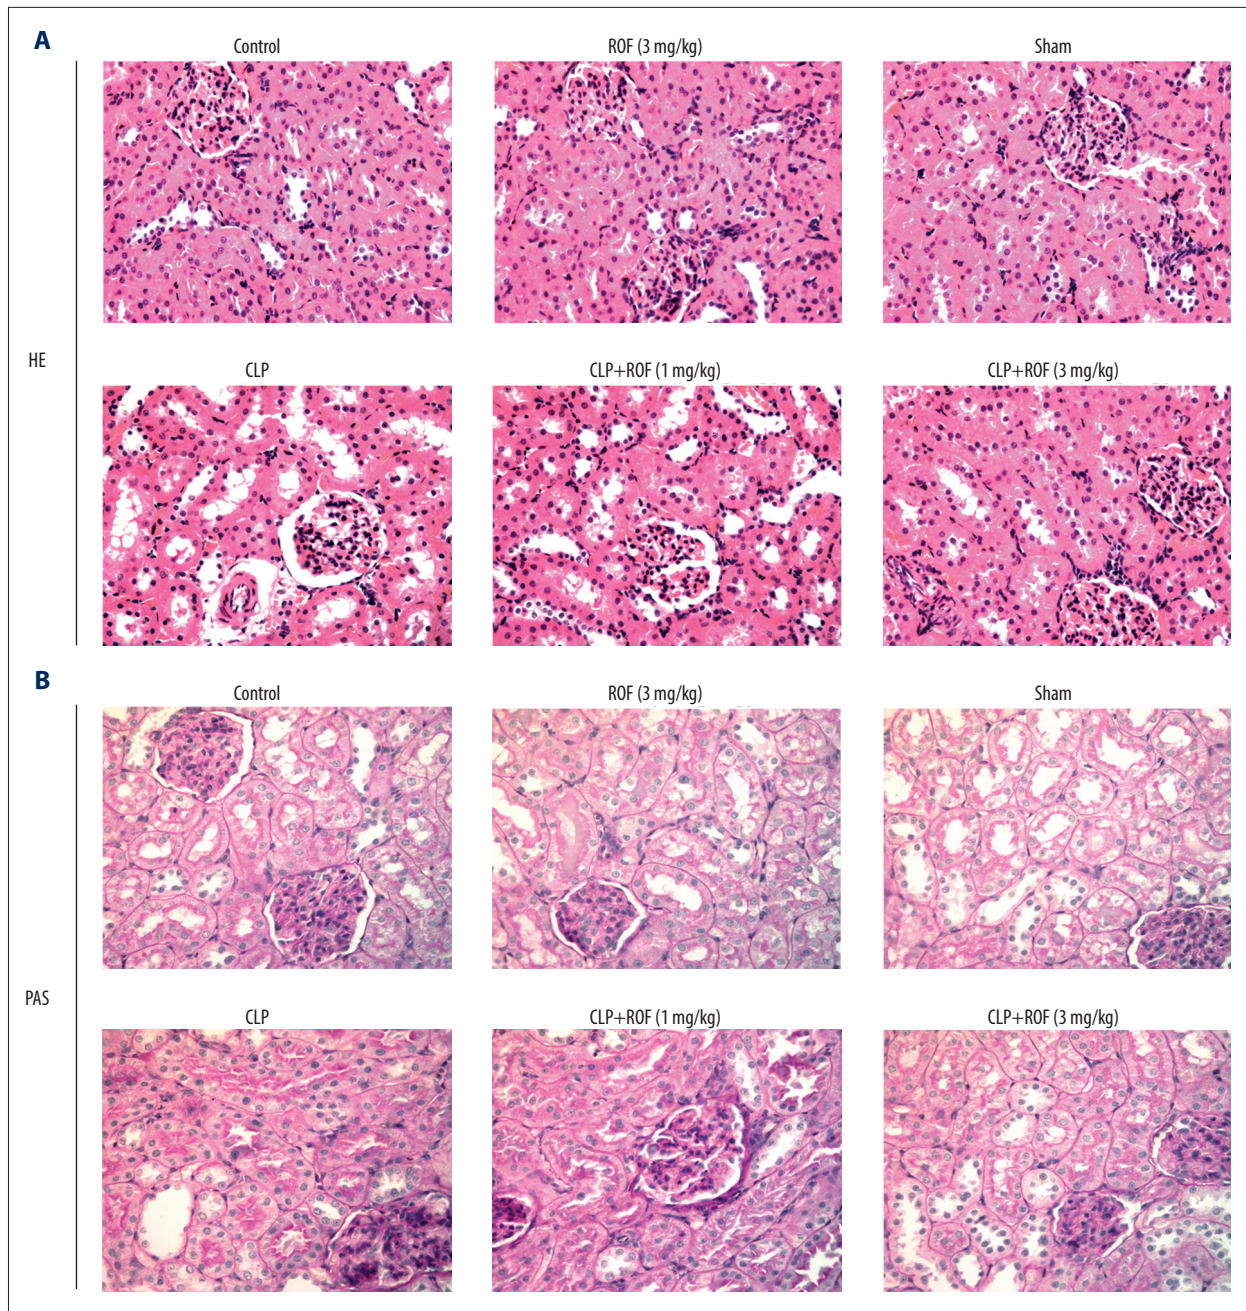 A
Control
ROF (3 mg/kg)
Sham
HE
CLP
CLP+ROF (1 mg/kg)
CLP+ROF (3 mg/kg)
B
Control
ROF (3 mg/kg)
Sham
PAS
CLP
CLP+ROF (1 mg/kg)
CLP+ROF (3 mg/kg)